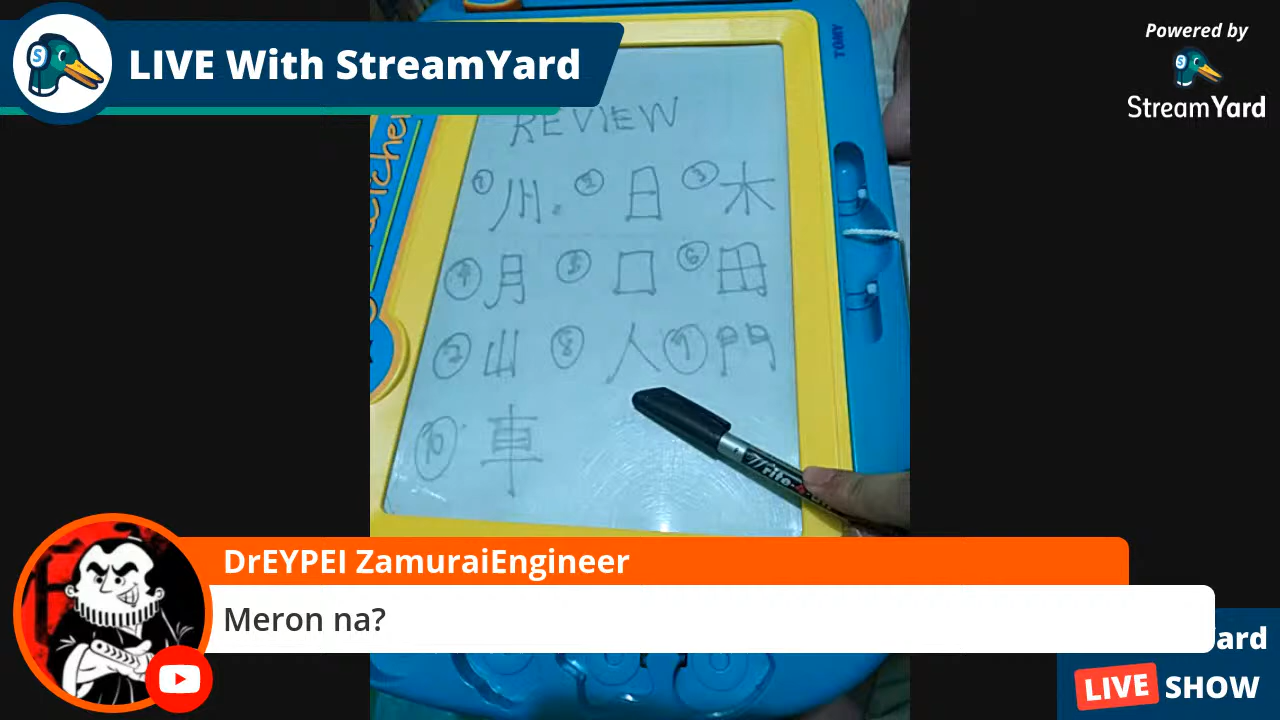 LIVE With StreamYard
Powered by
StreamYard
TOMY
REVIEW
① 川 ② 日 ③ 木
④ 月 ⑤ 口 ⑥ 田
⑦ 山 ⑧ 人 ⑨ 門
⑩ 車
DrEYPEI ZamuraiEngineer
Meron na?
LIVE SHOW